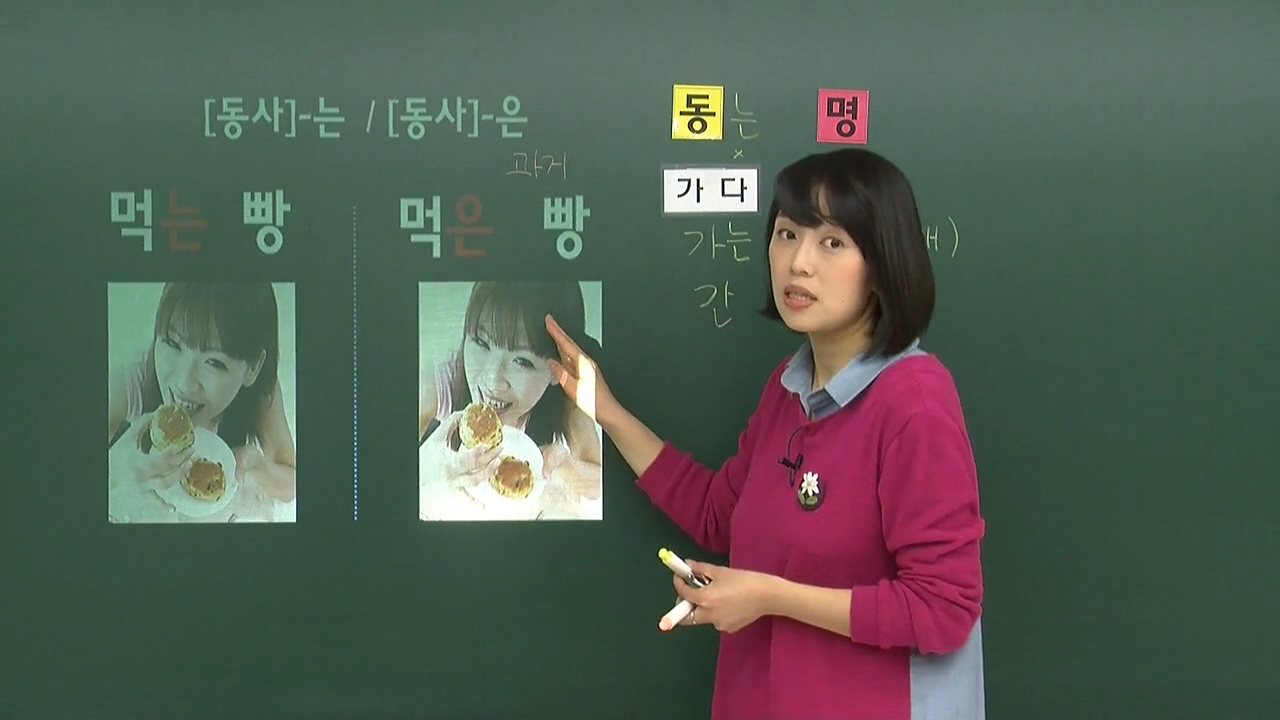 [동사]-는 / [동사]-은
과거
먹는 빵
먹은 빵
동 는 명
x
가 다
가는
간
)